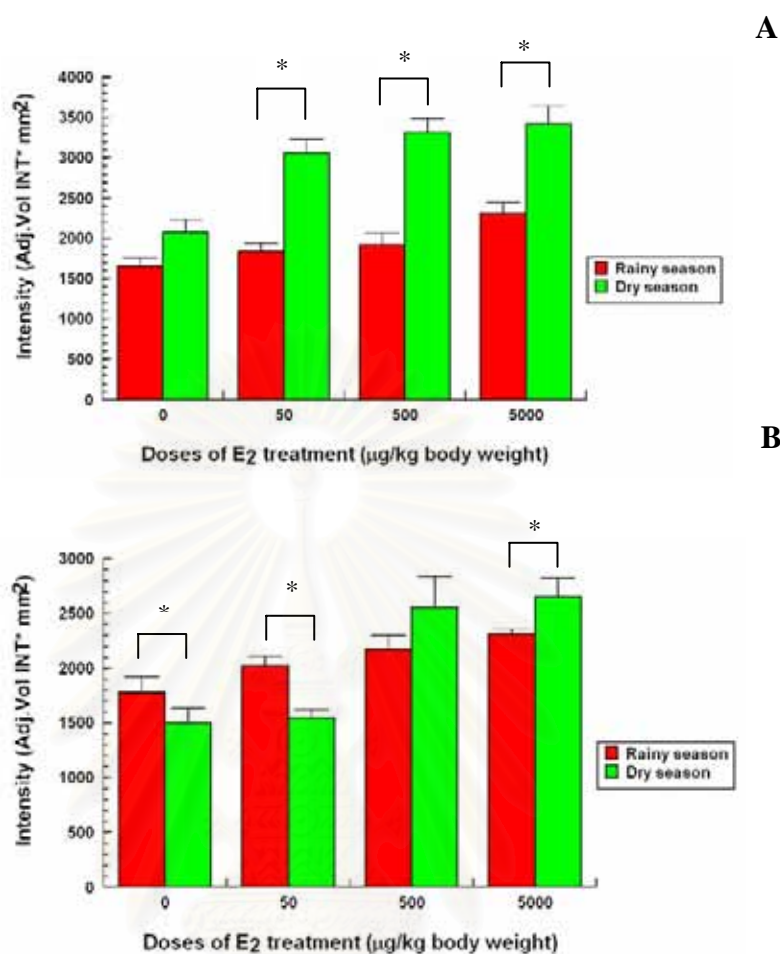 A
*
*
*
4000
3500
3000
2500
2000
1500
1000
500
0
Intensity (Adj.Vol INT* mm2)
Rainy season
Dry season
0 50 500 5000
Doses of E2 treatment (µg/kg body weight)
B
*
*
*
3000
2500
2000
1500
1000
500
0
Intensity (Adj.Vol INT* mm2)
Rainy season
Dry season
0 50 500 5000
Doses of E2 treatment (µg/kg body weight)